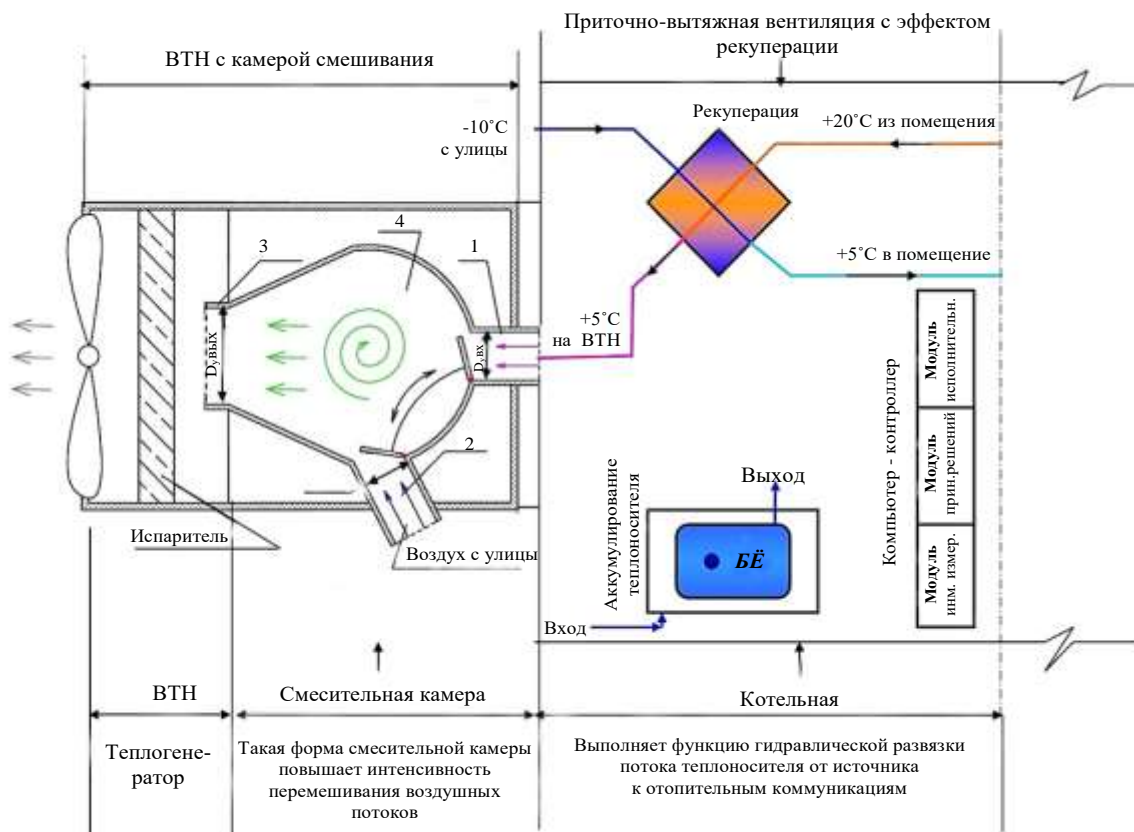 Приточно-вытяжная вентиляция с эффектом
рекуперации
ВТН с камерой смешивания
Рекуперация
-10˚C
с улицы
+20˚C из помещения
4
3
1
+5˚C в помещение
+5˚C
на ВТН
Dувых
Dувх
2
Испаритель
Воздух с улицы
Аккумулирование
теплоносителя
Выход
БЁ
Вход
Компьютер - контроллер
Модуль
исполнительн.
Модуль
прин.решений
Модуль
инм. измер.
ВТН
Смесительная камера
Котельная
Теплогене-
ратор
Такая форма смесительной камеры
повышает интенсивность
перемешивания воздушных
потоков
Выполняет функцию гидравлической развязки
потока теплоносителя от источника
к отопительным коммуникациям